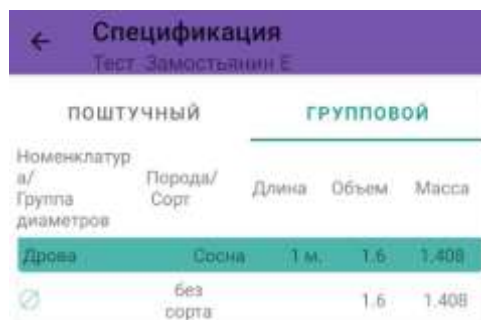 Спецификация
Тест Замостьянин Е
ПОШТУЧНЫЙ ГРУППОВОЙ
Номенклатур
а/
Группа
диаметров
Порода/
Сорт
Длина Объем Масса
Дрова Сосна 1 м. 1.6 1.408
без
сорта
1.6 1.408